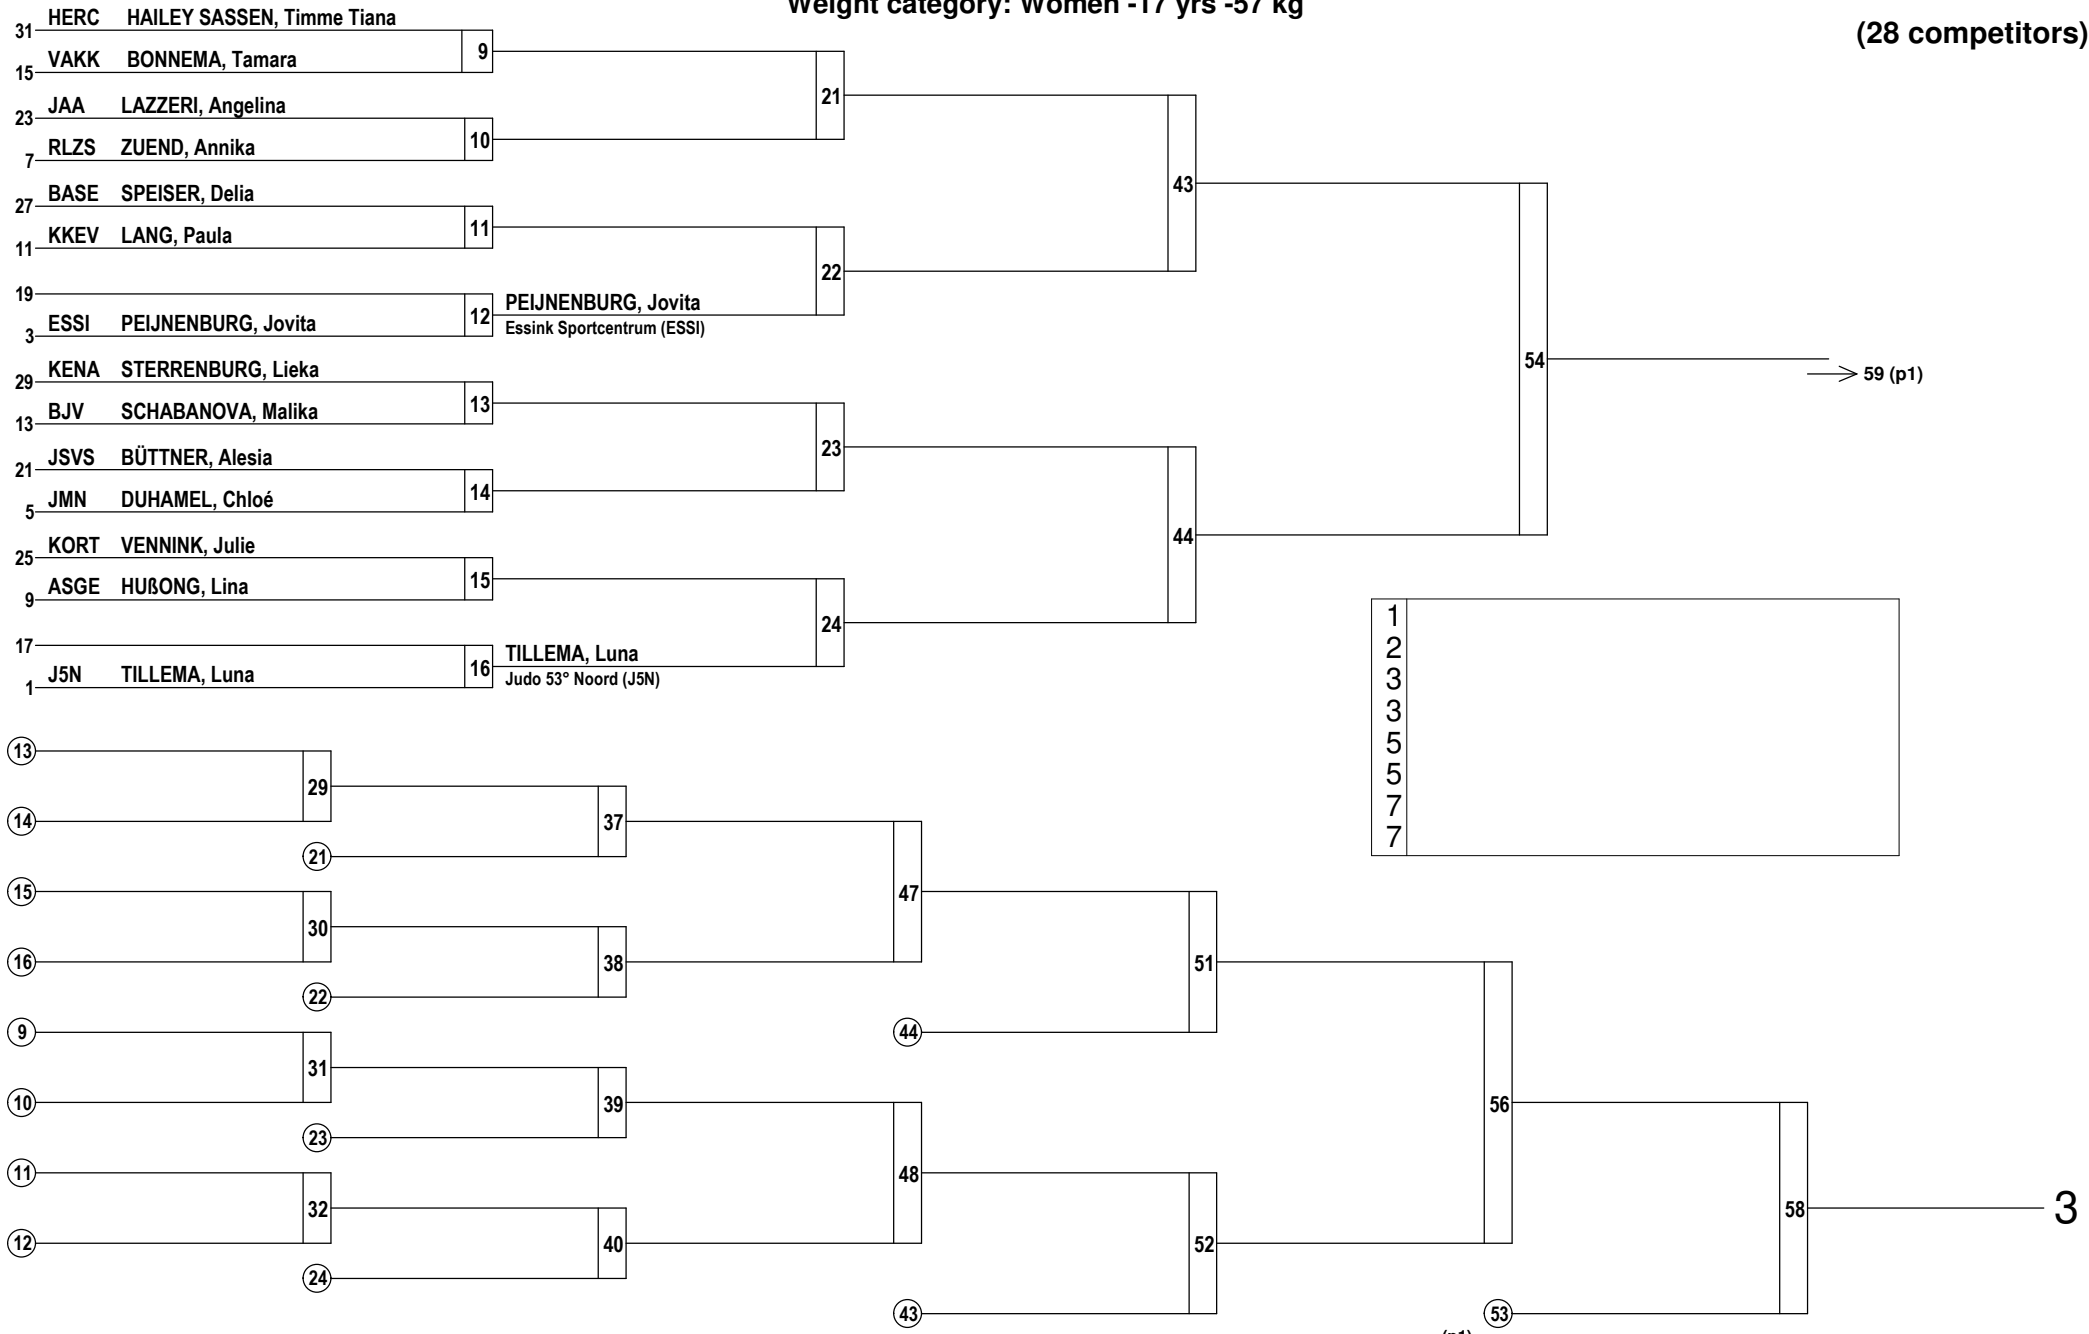 Weight category: Women -17 yrs -57 kg
(28 competitors)
31 HERC HAILEY SASSEN, Timme Tiana
9
15 VAKK BONNEMA, Tamara
21
23 JAA LAZZERI, Angelina
10
7 RLZS ZUEND, Annika
43
27 BASE SPEISER, Delia
11
11 KKEV LANG, Paula
22
19
12 PEIJNENBURG, Jovita
Essink Sportcentrum (ESSI)
3 ESSI PEIJNENBURG, Jovita
54
59 (p1)
29 KENA STERRENBURG, Lieka
13
13 BJV SCHABANOVA, Malika
23
21 JSVS BÜTTNER, Alesia
14
5 JMN DUHAMEL, Chloé
44
25 KORT VENNINK, Julie
15
9 ASGE HUßONG, Lina
24
17
16 TILLEMA, Luna
Judo 53° Noord (J5N)
1 J5N TILLEMA, Luna
1
2
3
3
5
5
7
7
13
29
14
37
21
15
47
30
16
38
51
22
9
44
31
10
39
56
23
11
48
32
58
3
12
40
52
24
43
53